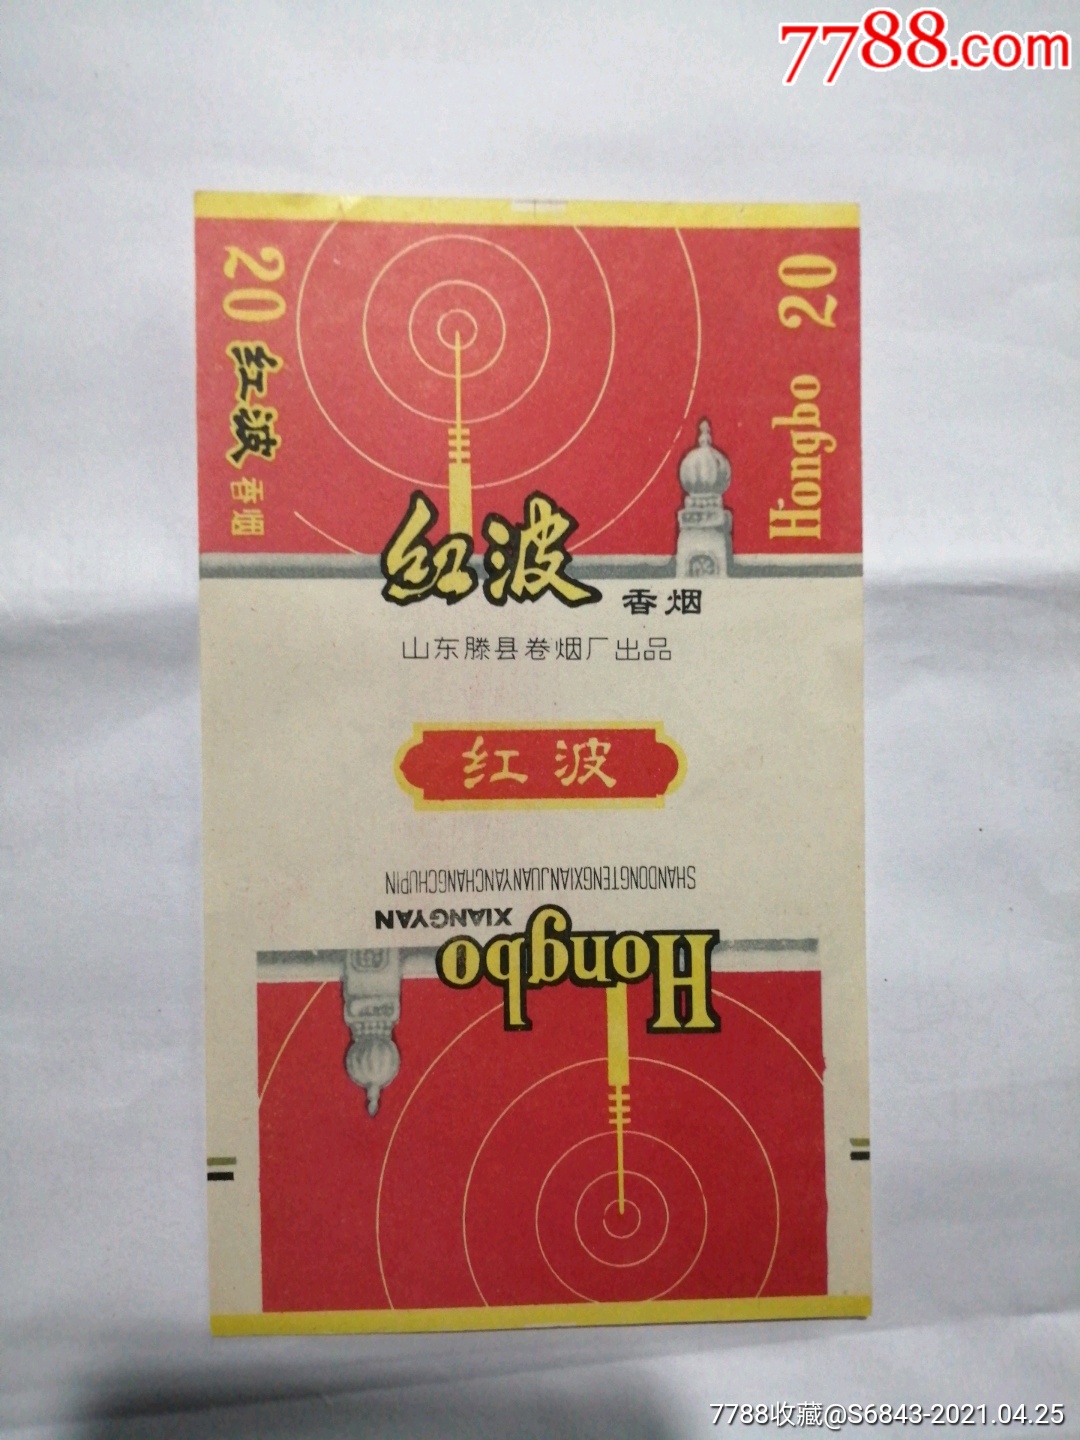 7788.com
20 红波 香烟
Hongbo 20
红波 香烟
山东滕县卷烟厂出品
红波
SHANDONGTENGXIANJUANYANCHANGCHUPIN
XIANGYAN
Hongbo
7788收藏@S6843-2021.04.25